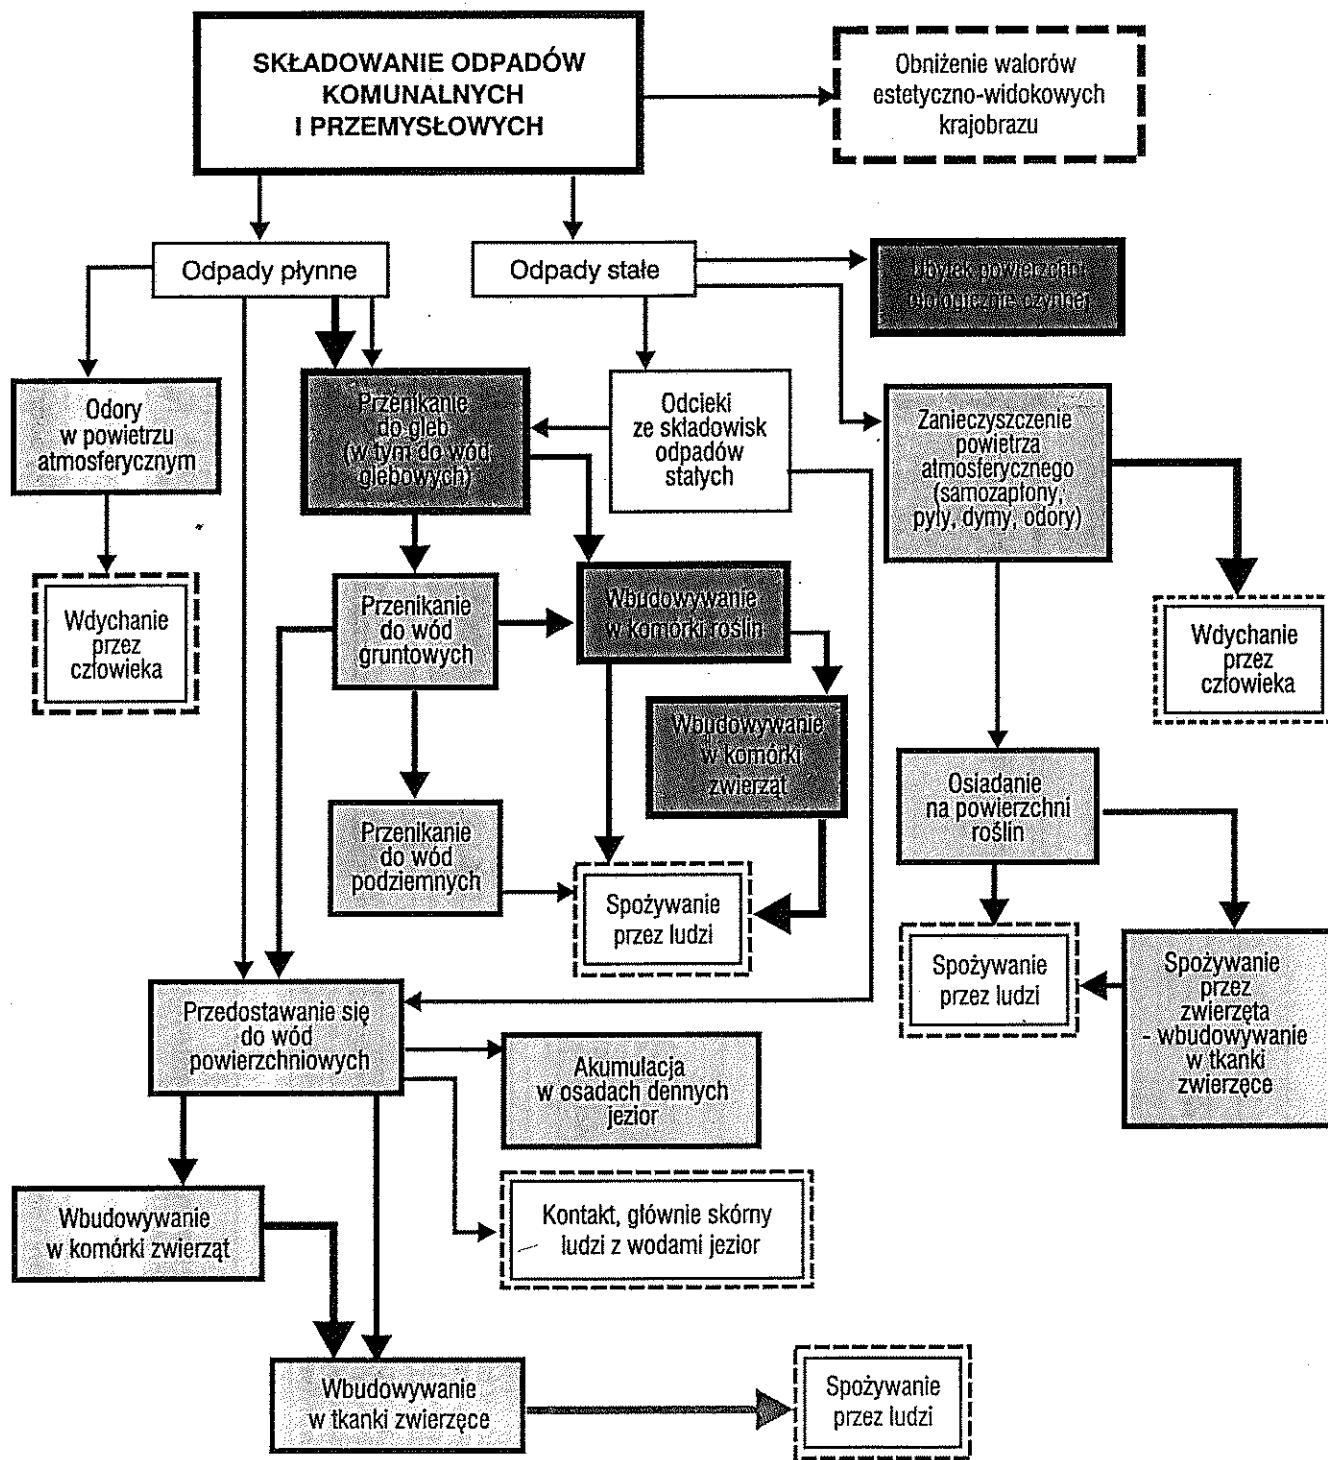 SKŁADOWANIE ODPADÓW
KOMUNALNYCH
I PRZEMYSŁOWYCH
Obniżenie walorów
estetyczno-widokowych
krajobrazu
Odpady płynne
Odpady stałe
Ubytek powierzchni
biologicznie czynnej
Odory
w powietrzu
atmosferycznym
Przenikanie
do gleb
(w tym do wód
glebowych)
Odcieki
ze składowisk
odpadów
stałych
Zanieczyszczenie
powietrza
atmosferycznego
(samozapłony,
pyły, dymy, odory)
Wdychanie
przez
człowieka
Przenikanie
do wód
gruntowych
Wbudowywanie
w komórki roślin
Wdychanie
przez
człowieka
Wbudowywanie
w komórki
zwierząt
Osiadanie
na powierzchni
roślin
Przenikanie
do wód
podziemnych
Spożywanie
przez ludzi
Spożywanie
przez ludzi
Spożywanie
przez
zwierzęta
- wbudowywanie
w tkanki
zwierzęce
Przedostawanie się
do wód
powierzchniowych
Akumulacja
w osadach dennych
jezior
Wbudowywanie
w komórki zwierząt
Kontakt, głównie skórny
ludzi z wodami jezior
Wbudowywanie
w tkanki zwierzęce
Spożywanie
przez ludzi